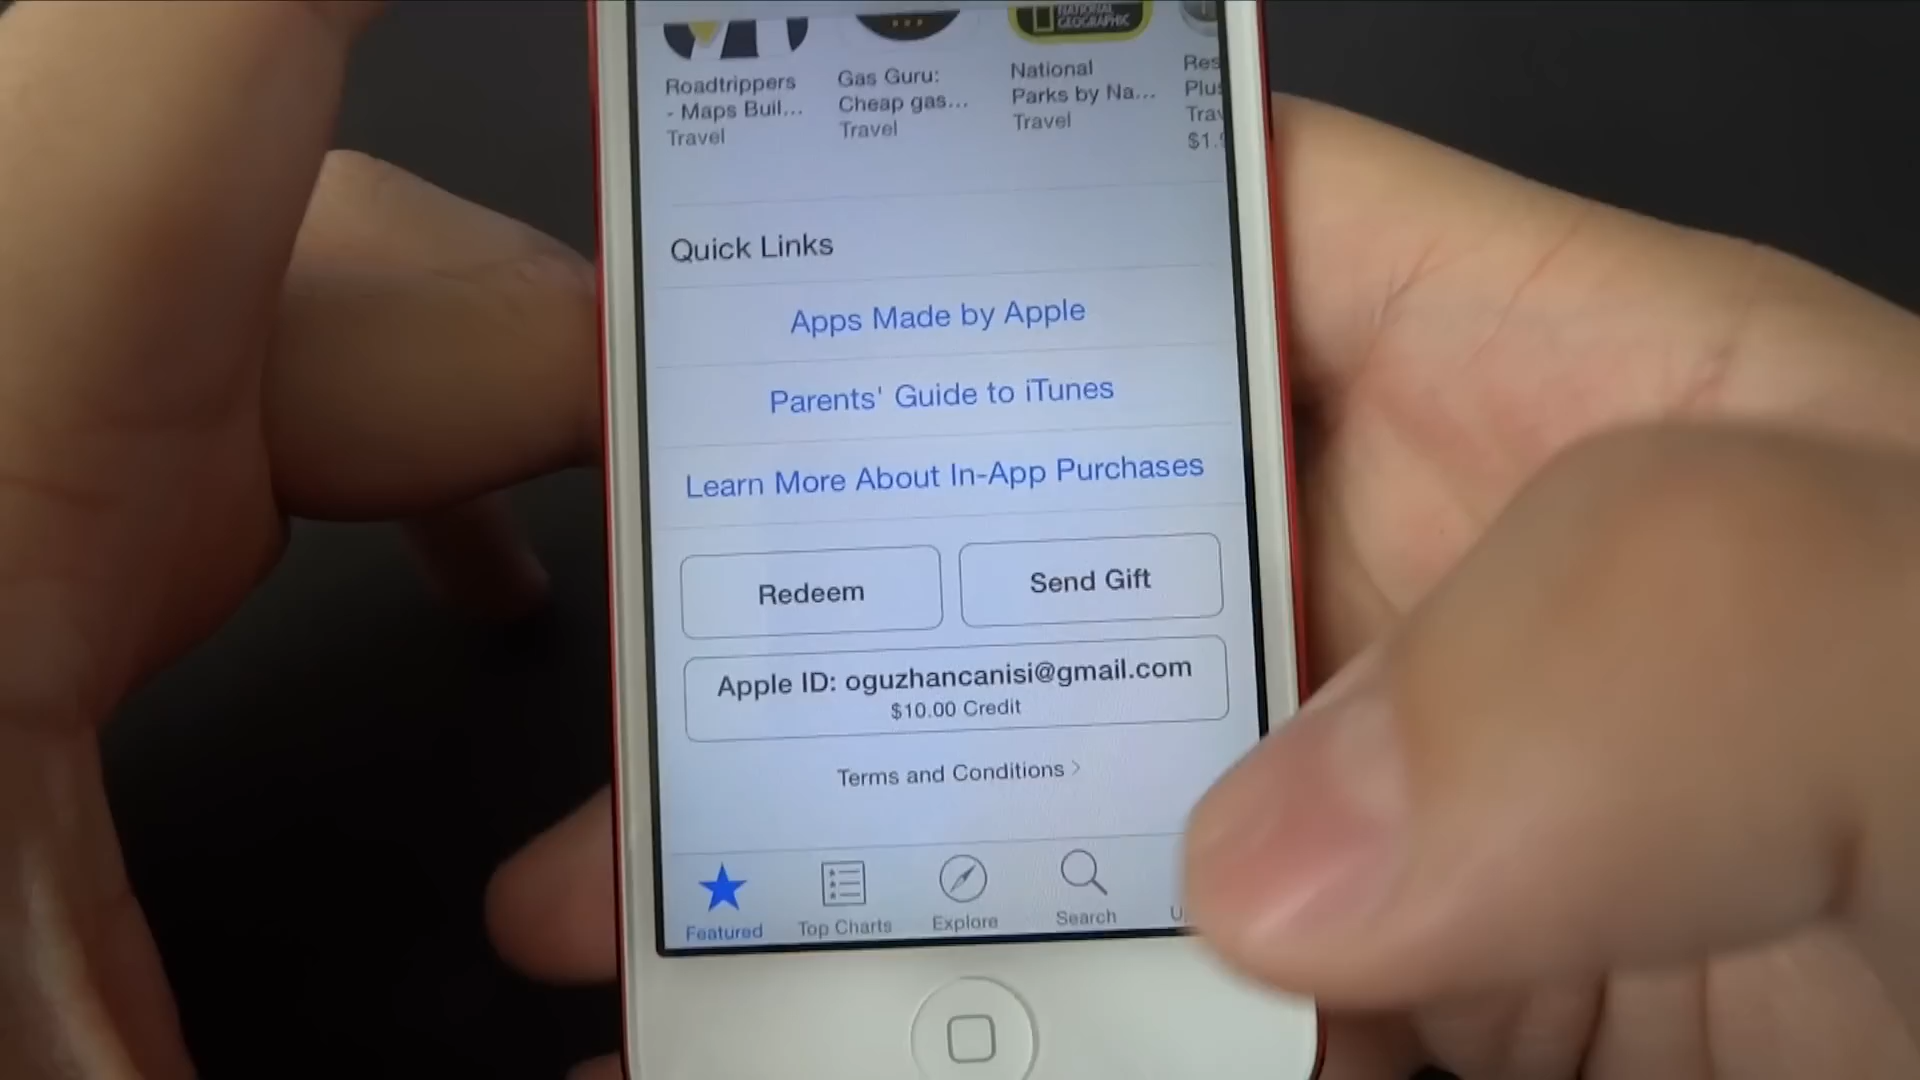 NATIONAL
GEOGRAPHIC
Roadtrippers
- Maps Buil...
Travel
Gas Guru:
Cheap gas...
Travel
National
Parks by Na...
Travel
Quick Links
Apps Made by Apple
Parents' Guide to iTunes
Learn More About In-App Purchases
Redeem
Send Gift
Apple ID: oguzhancanisi@gmail.com
$10.00 Credit
Terms and Conditions >
Featured
Top Charts
Explore
Search